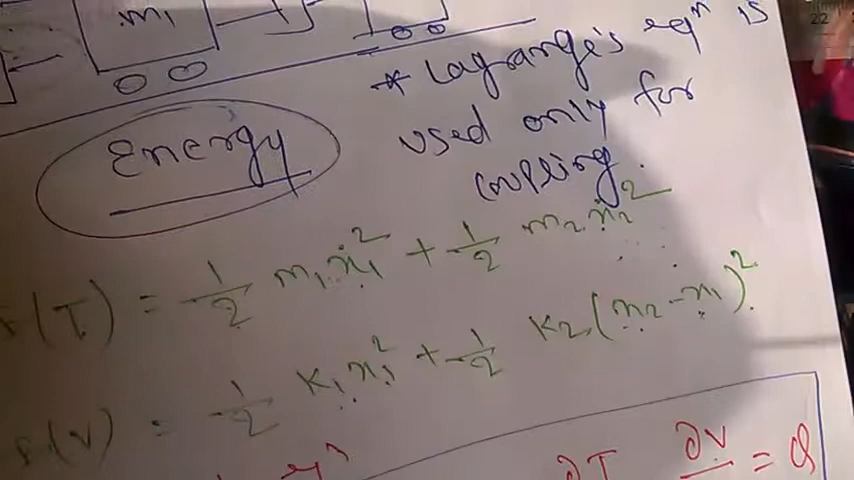 m₁
* Lagrange's eqⁿ is
used only for
coupling.
Energy
(T) = 1/2 m₁ẋ₁² + 1/2 m₂ẋ₂²
(V) = 1/2 K₁x₁² + 1/2 K₂(x₂-x₁)²
∂T ∂V = Q